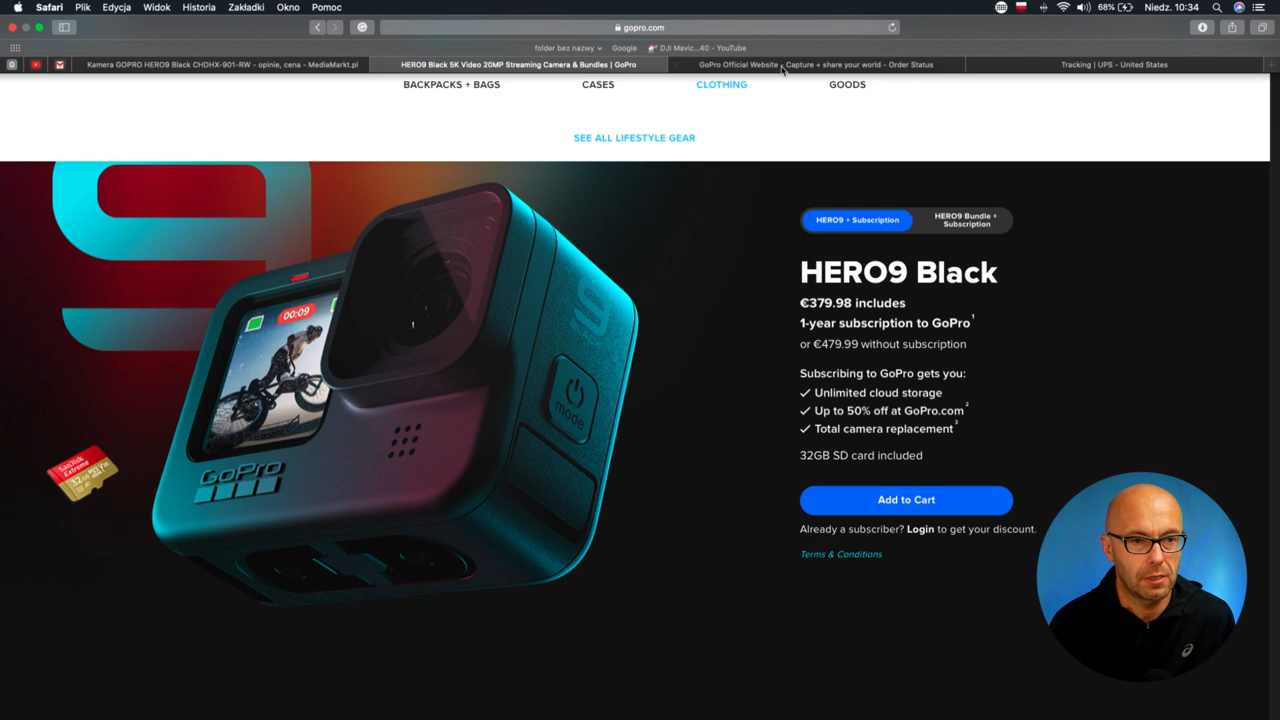 Safari Plik Edycja Widok Historia Zakładki Okno Pomoc 68% Niedz. 10:34
gopro.com
folder bez nazwy Google DJI Mavic...40 – YouTube
Kamera GOPRO HERO9 Black CHDHX-901-RW - opinie, cena - MediaMarkt.pl
HERO9 Black 5K Video 20MP Streaming Camera & Bundles | GoPro
GoPro Official Website - Capture + share your world - Order Status
Tracking | UPS - United States
BACKPACKS + BAGS CASES CLOTHING GOODS
SEE ALL LIFESTYLE GEAR
HERO9 + Subscription
HERO9 Bundle +
Subscription
HERO9 Black
€379.98 includes
1-year subscription to GoPro1
or €479.99 without subscription
Subscribing to GoPro gets you:
✓ Unlimited cloud storage
✓ Up to 50% off at GoPro.com2
✓ Total camera replacement3
32GB SD card included
Add to Cart
Already a subscriber? Login to get your discount.
Terms & Conditions
00:09
mode
GoPro
SanDisk
Extreme
32
9